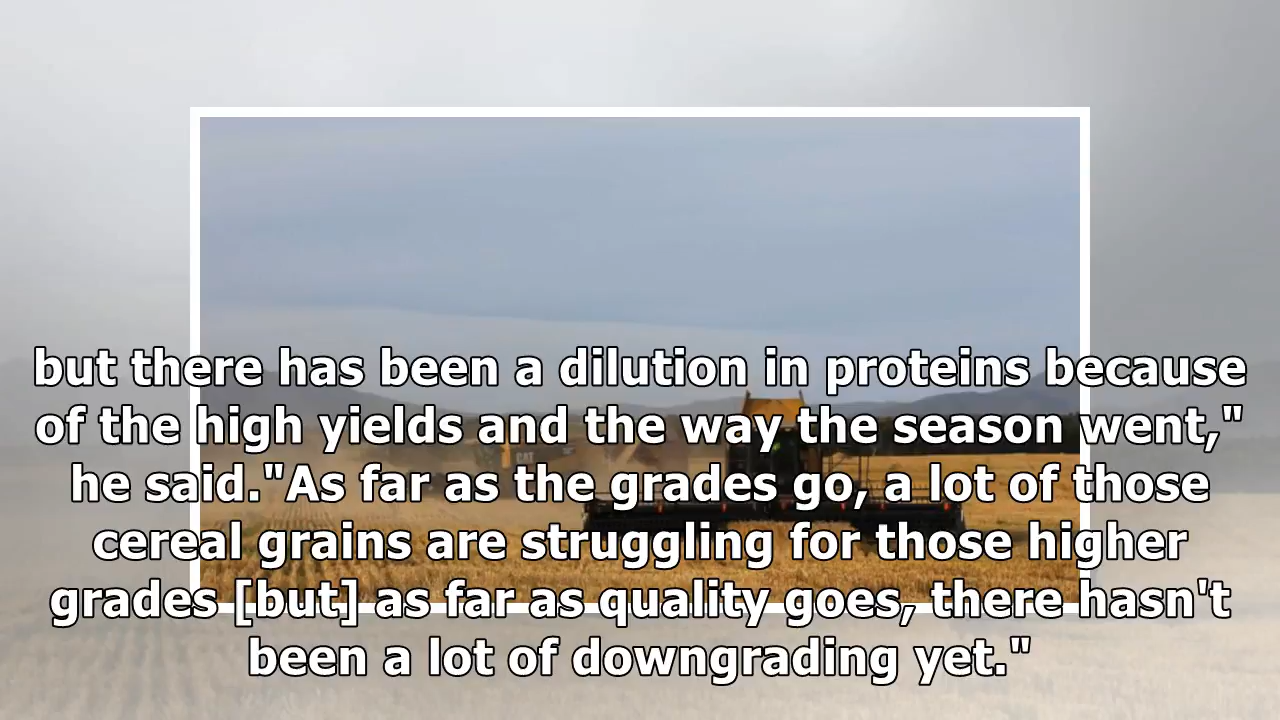 but there has been a dilution in proteins because
of the high yields and the way the season went,"
he said."As far as the grades go, a lot of those
cereal grains are struggling for those higher
grades [but] as far as quality goes, there hasn't
been a lot of downgrading yet."
CAT